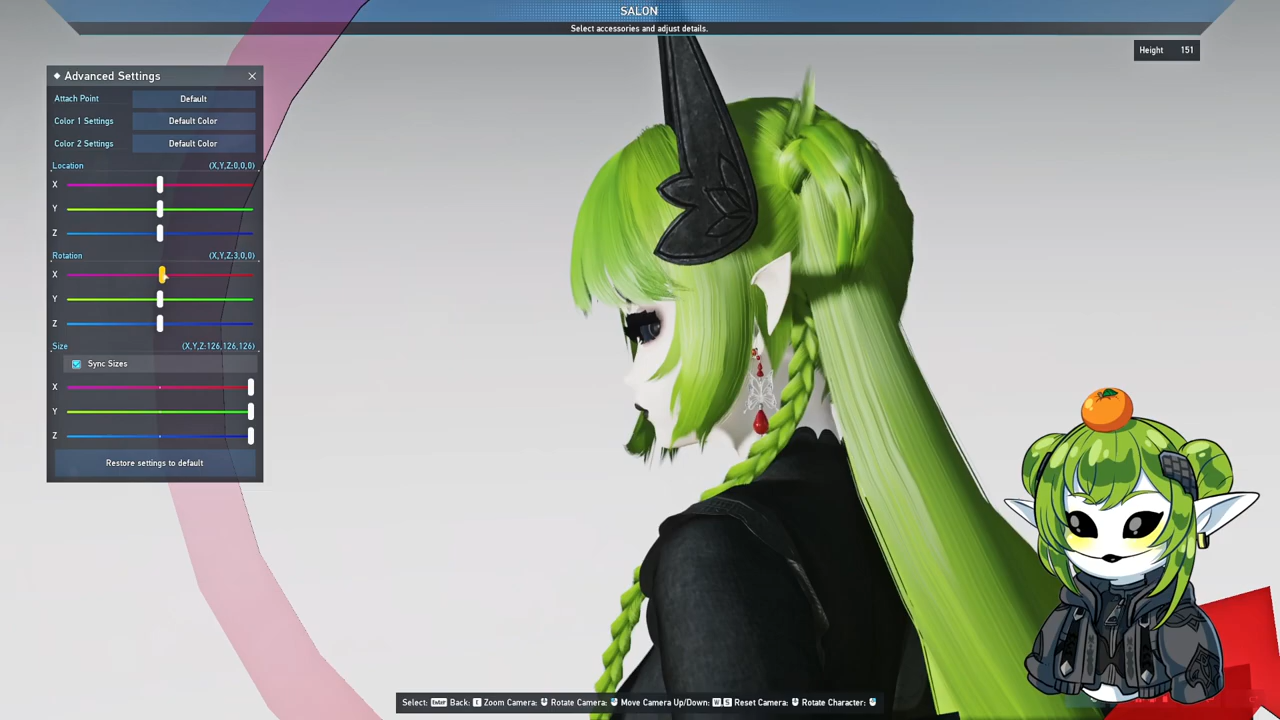 SALON
Select accessories and adjust details.
Height 151
Advanced Settings
Attach Point Default
Color 1 Settings Default Color
Color 2 Settings Default Color
Location (X,Y,Z:0,0,0)
X
Y
Z
Rotation (X,Y,Z:3,0,0)
X
Y
Z
Size (X,Y,Z:126,126,126)
Sync Sizes
X
Y
Z
Restore settings to default
Select: Enter Back: E Zoom Camera: Rotate Camera: Move Camera Up/Down: W,S Reset Camera: Rotate Character: